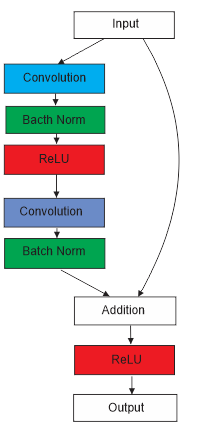 Input
Convolution
Bacth Norm
ReLU
Convolution
Batch Norm
Addition
ReLU
Output